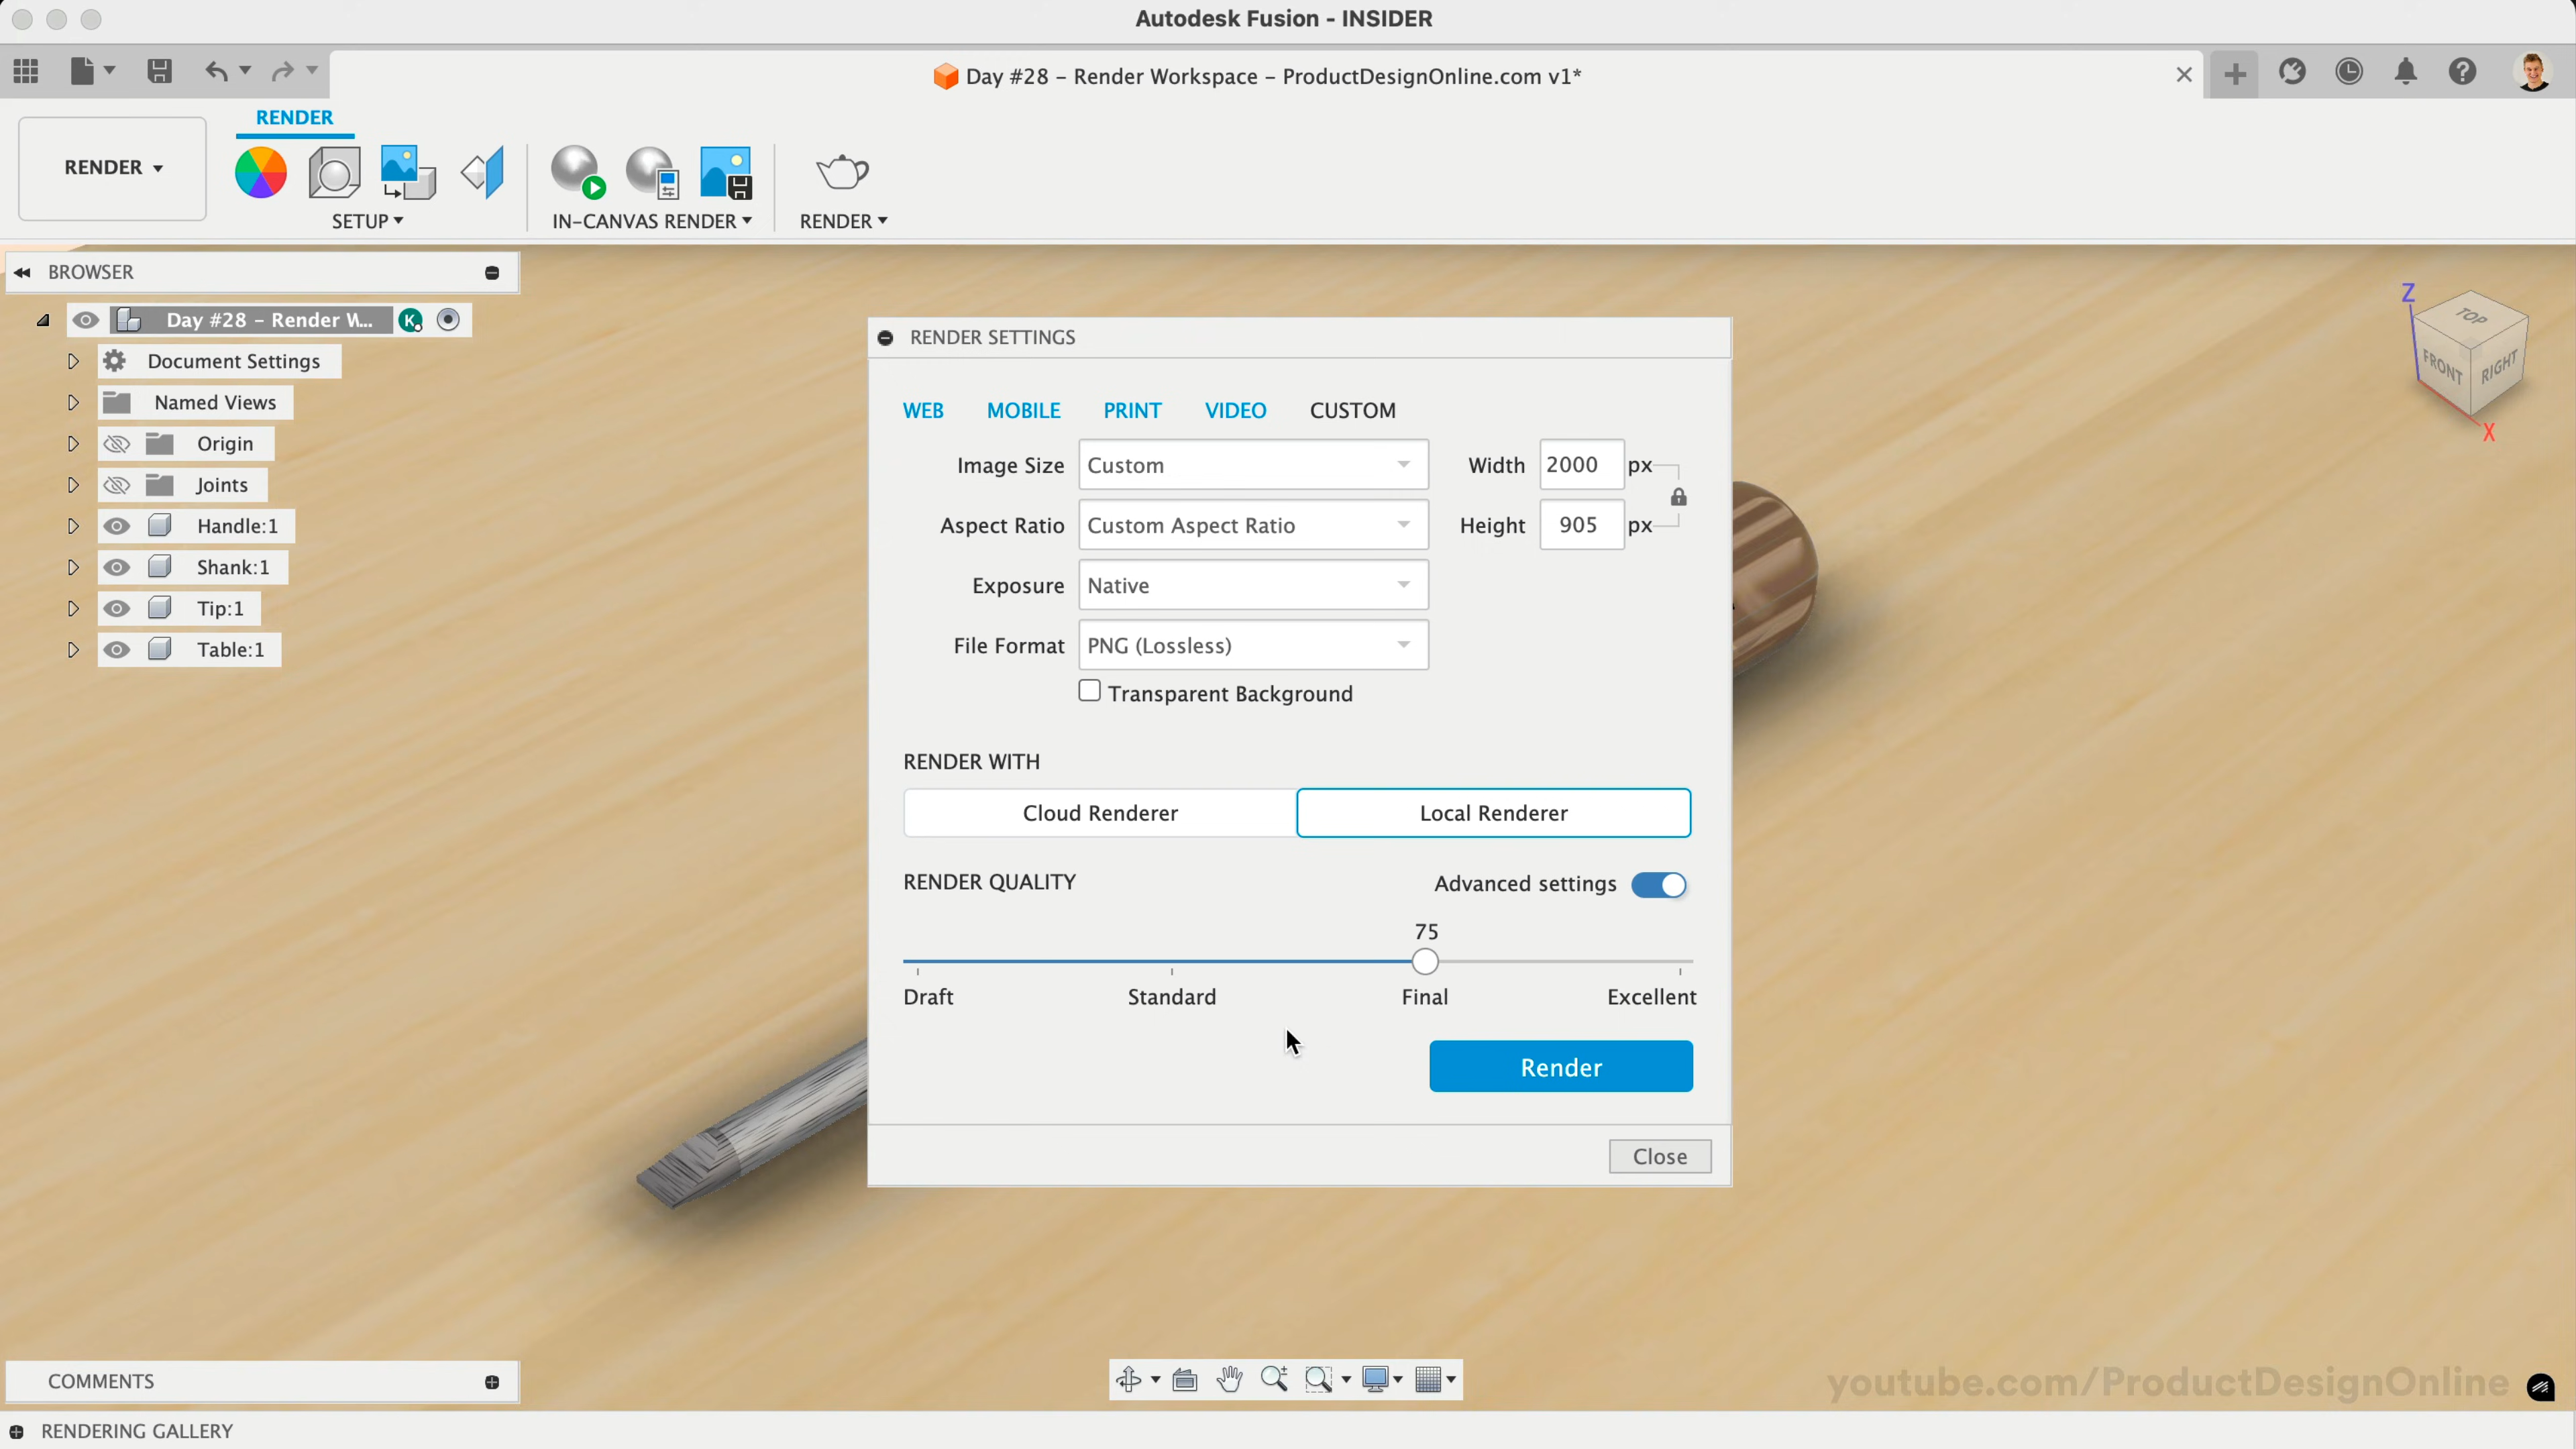 Autodesk Fusion - INSIDER
Day #28 – Render Workspace – ProductDesignOnline.com v1*
RENDER
RENDER
SETUP
IN-CANVAS RENDER
RENDER
BROWSER
Day #28 – Render W...
K
Document Settings
Named Views
Origin
Joints
Handle:1
Shank:1
Tip:1
Table:1
Z
TOP
FRONT
RIGHT
X
RENDER SETTINGS
WEB MOBILE PRINT VIDEO CUSTOM
Image Size Custom Width 2000 px
Aspect Ratio Custom Aspect Ratio Height 905 px
Exposure Native
File Format PNG (Lossless)
Transparent Background
RENDER WITH
Cloud Renderer Local Renderer
RENDER QUALITY Advanced settings
75
Draft Standard Final Excellent
Render
Close
COMMENTS
youtube.com/ProductDesignOnline
RENDERING GALLERY